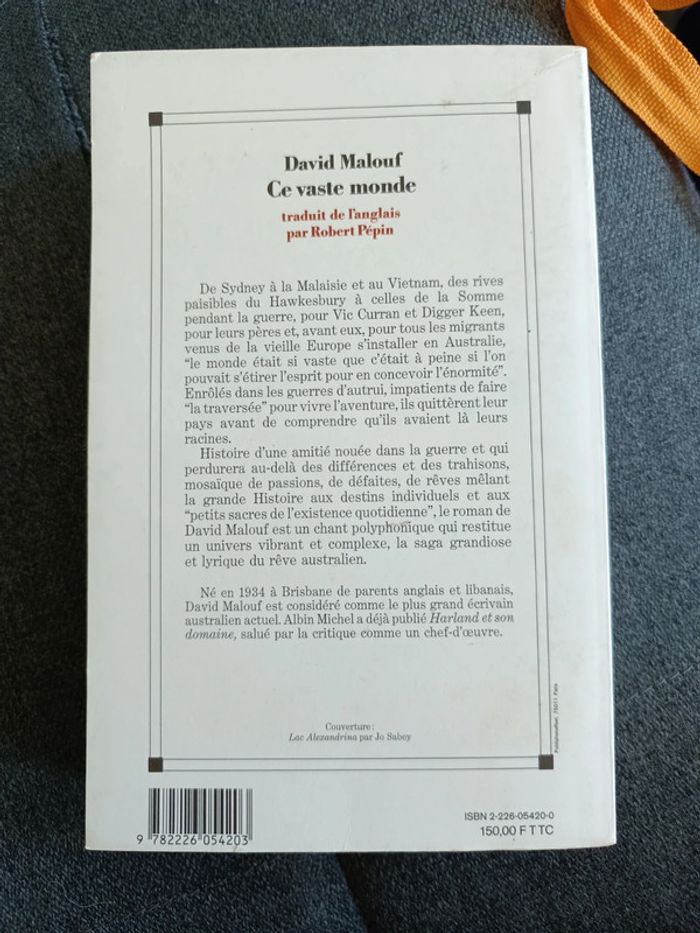 David Malouf
Ce vaste monde
traduit de l'anglais
par Robert Pépin
De Sydney à la Malaisie et au Vietnam, des rives
paisibles du Hawkesbury à celles de la Somme
pendant la guerre, pour Vic Curran et Digger Keen,
pour leurs pères et, avant eux, pour tous les migrants
venus de la vieille Europe s'installer en Australie,
"le monde était si vaste que c'était à peine si l'on
pouvait s'étirer l'esprit pour en concevoir l'énormité".
Enrôlés dans les guerres d'autrui, impatients de faire
"la traversée" pour vivre l'aventure, ils quittèrent leur
pays avant de comprendre qu'ils avaient là leurs
racines.
Histoire d'une amitié nouée dans la guerre et qui
perdurera au-delà des différences et des trahisons,
mosaïque de passions, de défaites, de rêves mêlant
la grande Histoire aux destins individuels et aux
"petits sacres de l'existence quotidienne", le roman de
David Malouf est un chant polyphonique qui restitue
un univers vibrant et complexe, la saga grandiose
et lyrique du rêve australien.
Né en 1934 à Brisbane de parents anglais et libanais,
David Malouf est considéré comme le plus grand écrivain
australien actuel. Albin Michel a déjà publié Harland et son
domaine, salué par la critique comme un chef-d'œuvre.
Couverture :
Lac Alexandrina par Jo Sabey
75011 Paris
ISBN 2-226-05420-0
150,00 F TTC
9 782226 054203